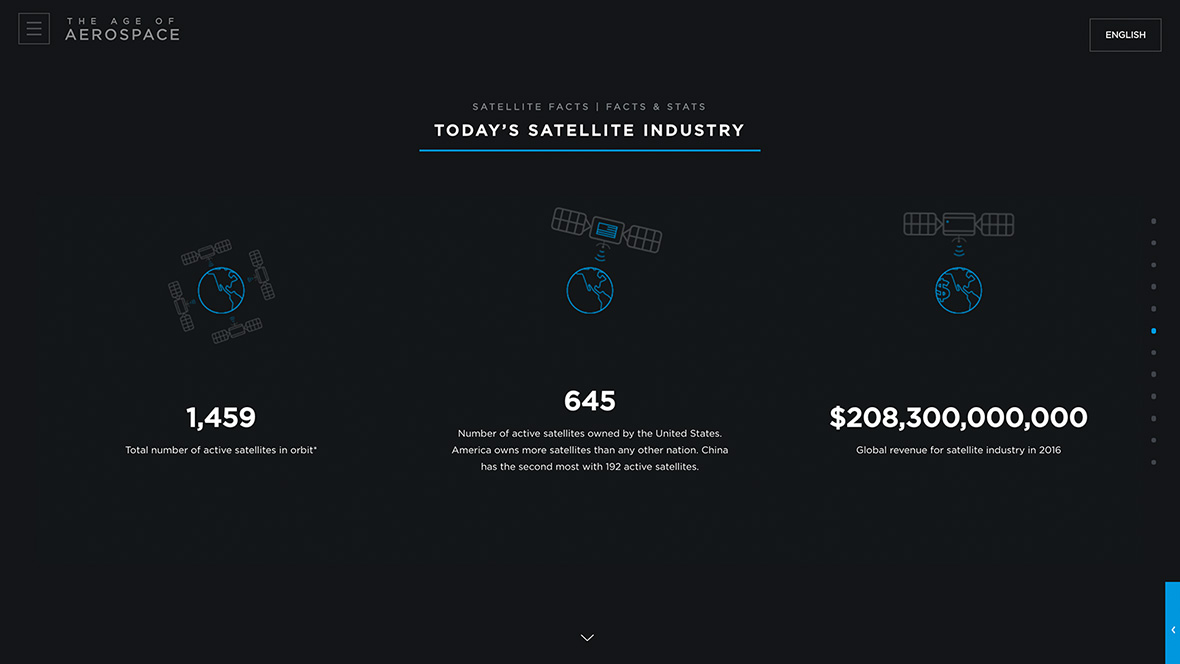 THE AGE OF
AEROSPACE
ENGLISH
SATELLITE FACTS | FACTS & STATS
TODAY’S SATELLITE INDUSTRY
$
1,459
Total number of active satellites in orbit*
645
Number of active satellites owned by the United States.
America owns more satellites than any other nation. China
has the second most with 192 active satellites.
$208,300,000,000
Global revenue for satellite industry in 2016